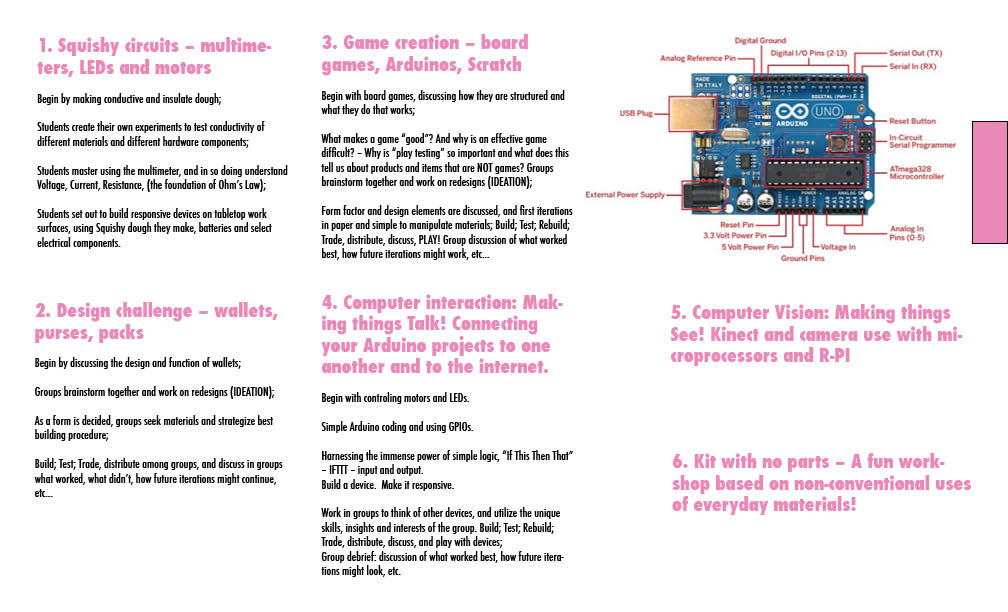 1. Squishy circuits – multime-
ters, LEDs and motors
Begin by making conductive and insulate dough;
Students create their own experiments to test conductivity of
different materials and different hardware components;
Students master using the multimeter, and in so doing understand
Voltage, Current, Resistance, (the foundation of Ohm's Law);
Students set out to build responsive devices on tabletop work
surfaces, using Squishy dough they make, batteries and select
electrical components.
2. Design challenge – wallets,
purses, packs
Begin by discussing the design and function of wallets;
Groups brainstorm together and work on redesigns (IDEATION);
As a form is decided, groups seek materials and strategize best
building procedure;
Build; Test; Trade, distribute among groups, and discuss in groups
what worked, what didn't, how future iterations might continue,
etc...
3. Game creation – board
games, Arduinos, Scratch
Begin with board games, discussing how they are structured and
what they do that works;
What makes a game "good"? And why is an effective game
difficult? – Why is "play testing" so important and what does this
tell us about products and items that are NOT games? Groups
brainstorm together and work on redesigns (IDEATION);
Form factor and design elements are discussed, and first iterations
in paper and simple to manipulate materials; Build; Test; Rebuild;
Trade, distribute, discuss, PLAY! Group discussion of what worked
best, how future iterations might work, etc...
4. Computer interaction: Mak-
ing things Talk! Connecting
your Arduino projects to one
another and to the internet.
Begin with controling motors and LEDs.
Simple Arduino coding and using GPIOs.
Harnessing the immense power of simple logic, "If This Then That"
– IFTTT – input and output.
Build a device.  Make it responsive.
Work in groups to think of other devices, and utilize the unique
skills, insights and interests of the group. Build; Test; Rebuild;
Trade, distribute, discuss, and play with devices;
Group debrief: discussion of what worked best, how future itera-
tions might look, etc.
Digital Ground
Digital I/O Pins (2-13)
Serial Out (TX)
Analog Reference Pin
Serial In (RX)
MADE
IN ITALY
DIGITAL (PWM~)
USB Plug
UNO
ARDUINO
Reset Button
In-Circuit
Serial Programmer
ATmega328
Microcontroller
External Power Supply
POWER
ANALOG IN
Reset Pin
3.3 Volt Power Pin
5 Volt Power Pin
Ground Pins
Voltage In
Analog In
Pins (0-5)
5. Computer Vision: Making things
See! Kinect and camera use with mi-
croprocessors and R-PI
6. Kit with no parts – A fun work-
shop based on non-conventional uses
of everyday materials!